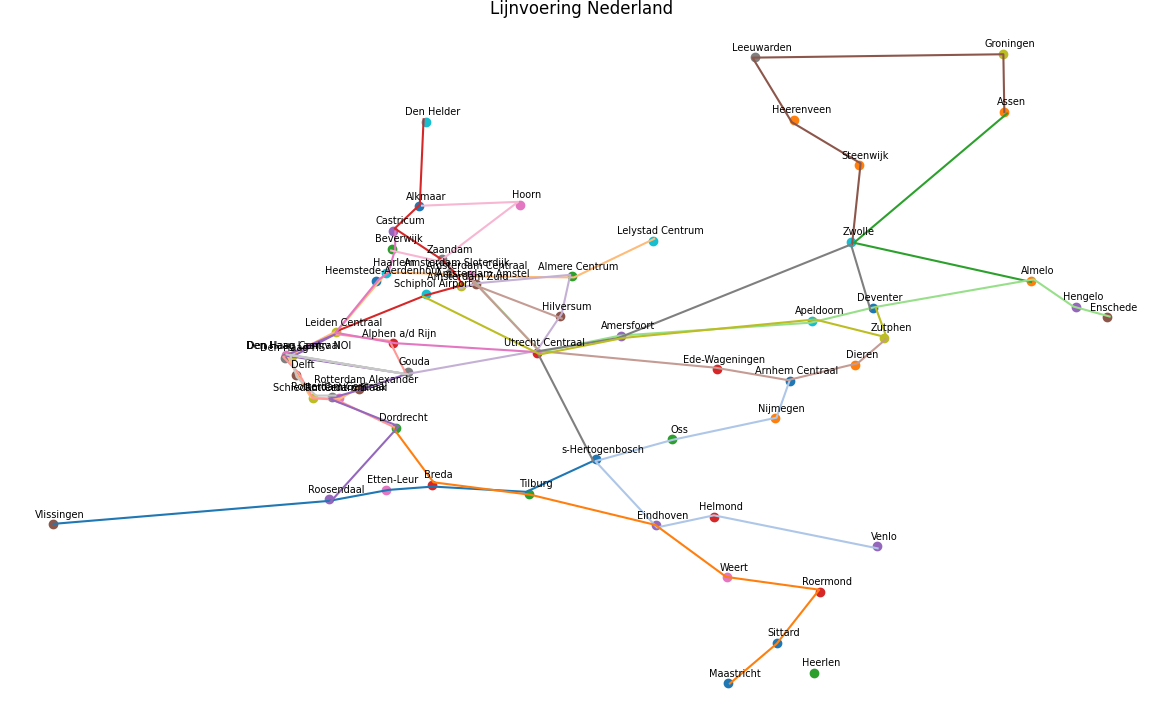 Lijnvoering Nederland
Leeuwarden
Groningen
Heerenveen
Assen
Den Helder
Steenwijk
Alkmaar
Hoorn
Castricum
Lelystad Centrum
Zwolle
Beverwijk
Zaandam
Haarlem
Amsterdam Sloterdijk
Amsterdam Centraal
Almere Centrum
Heemstede-Aerdenhout
Amsterdam Amstel
Amsterdam Zuid
Almelo
Schiphol Airport
Hengelo
Deventer
Enschede
Hilversum
Apeldoorn
Leiden Centraal
Amersfoort
Zutphen
Alphen a/d Rijn
Utrecht Centraal
Den Haag Centraal
Den Haag Laan v NOI
Den Haag HS
Dieren
Gouda
Ede-Wageningen
Delft
Arnhem Centraal
Rotterdam Alexander
Schiedam Centrum
Rotterdam Centraal
Nijmegen
Dordrecht
Oss
s-Hertogenbosch
Breda
Etten-Leur
Tilburg
Roosendaal
Helmond
Vlissingen
Eindhoven
Venlo
Weert
Roermond
Sittard
Heerlen
Maastricht